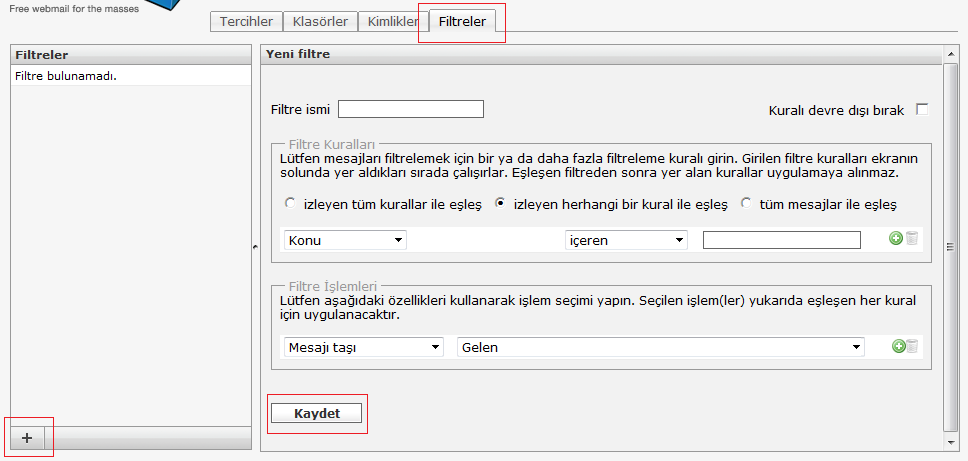 Free webmail for the masses
Tercihler Klasörler Kimlikler Filtreler
Filtreler
Filtre bulunamadı.
Yeni filtre
Filtre ismi
Kuralı devre dışı bırak
Filtre Kuralları
Lütfen mesajları filtrelemek için bir ya da daha fazla filtreleme kuralı girin. Girilen filtre kuralları ekranın
solunda yer aldıkları sırada çalışırlar. Eşleşen filtreden sonra yer alan kurallar uygulamaya alınmaz.
izleyen tüm kurallar ile eşleş izleyen herhangi bir kural ile eşleş tüm mesajlar ile eşleş
Konu içeren
Filtre İşlemleri
Lütfen aşağıdaki özellikleri kullanarak işlem seçimi yapın. Seçilen işlem(ler) yukarıda eşleşen her kural
için uygulanacaktır.
Mesajı taşı Gelen
Kaydet
+